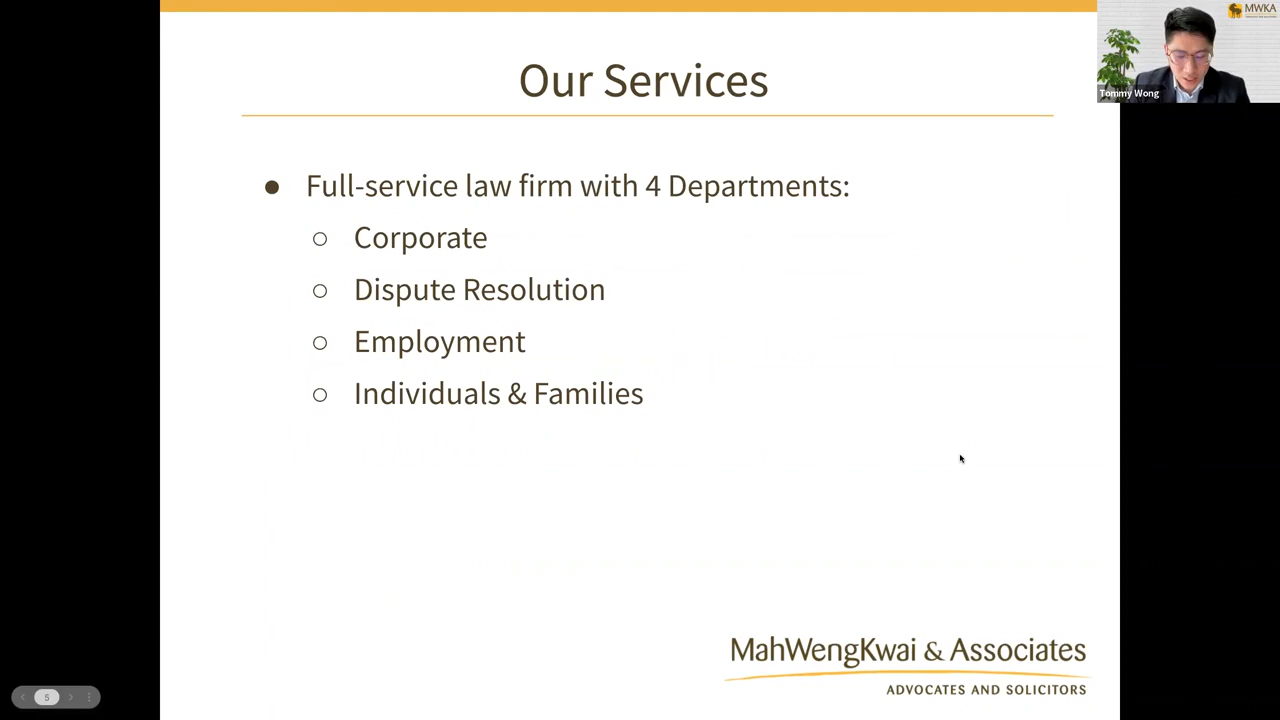 Our Services
● Full-service law firm with 4 Departments:
○ Corporate
○ Dispute Resolution
○ Employment
○ Individuals & Families
MahWengKwai & Associates
ADVOCATES AND SOLICITORS
MWKA
Tommy Wong
5